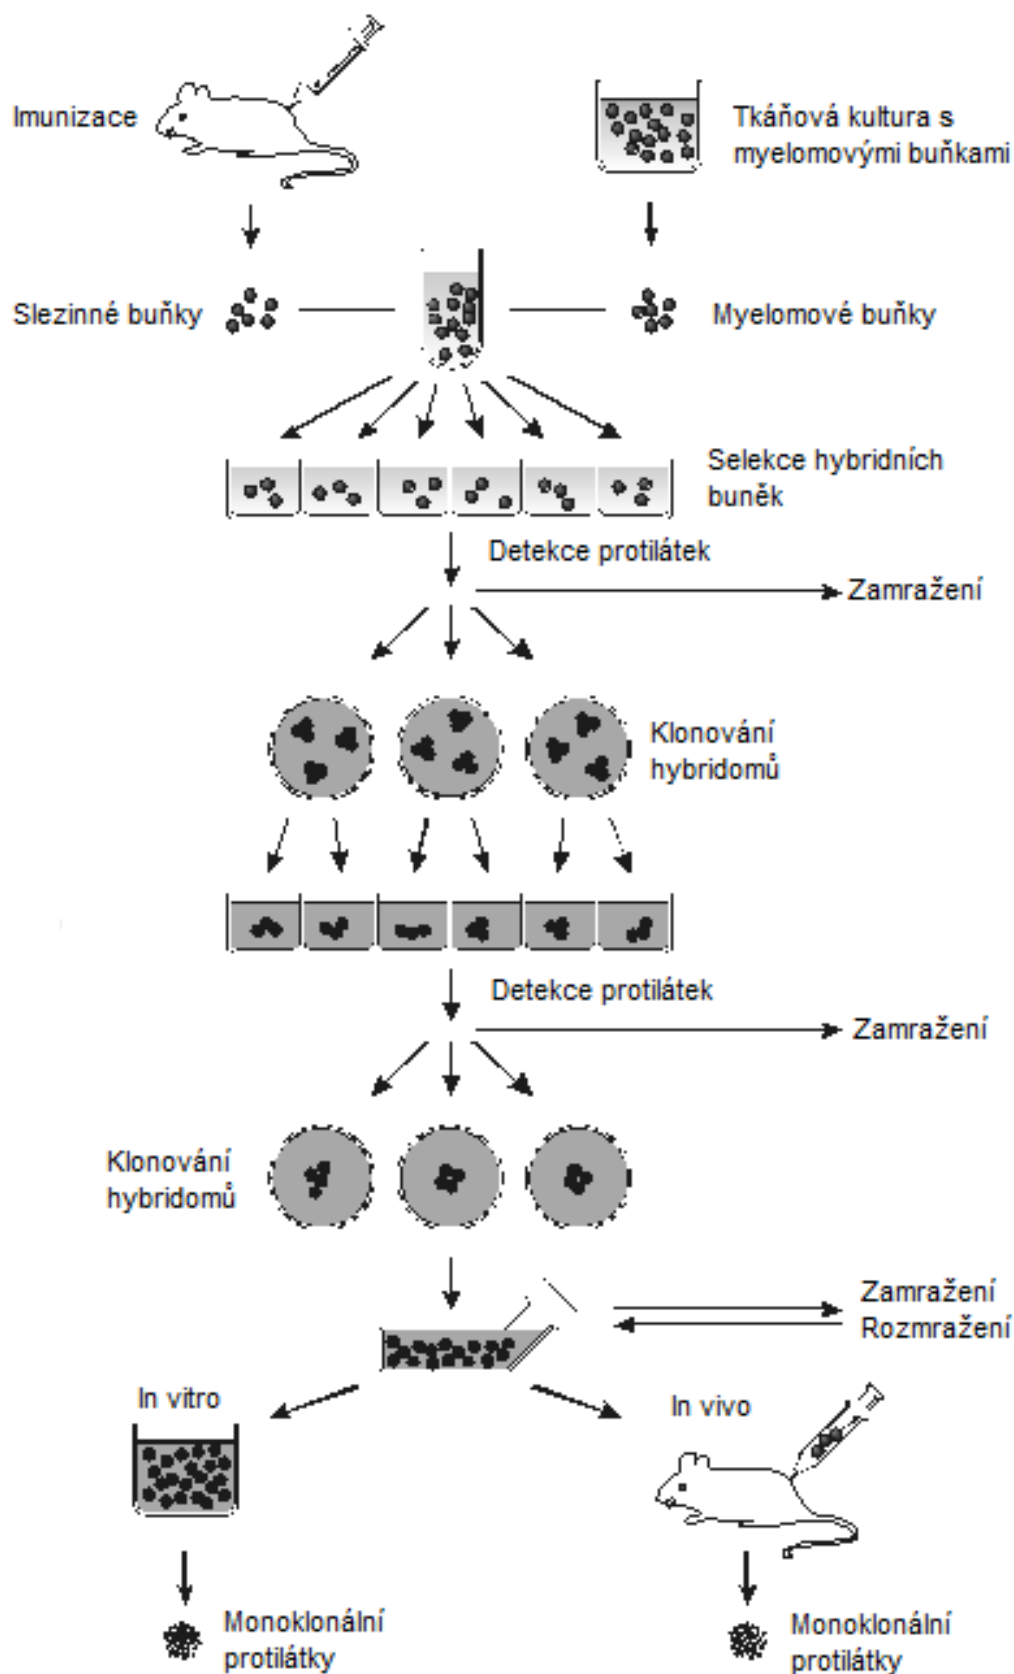 Imunizace
Tkáňová kultura s
myelomovými buňkami
Slezinné buňky
Myelomové buňky
Selekce hybridních
buněk
Detekce protilátek
Zamražení
Klonování
hybridomů
Detekce protilátek
Zamražení
Klonování
hybridomů
Zamražení
Rozmražení
In vitro
In vivo
Monoklonální
protilátky
Monoklonální
protilátky